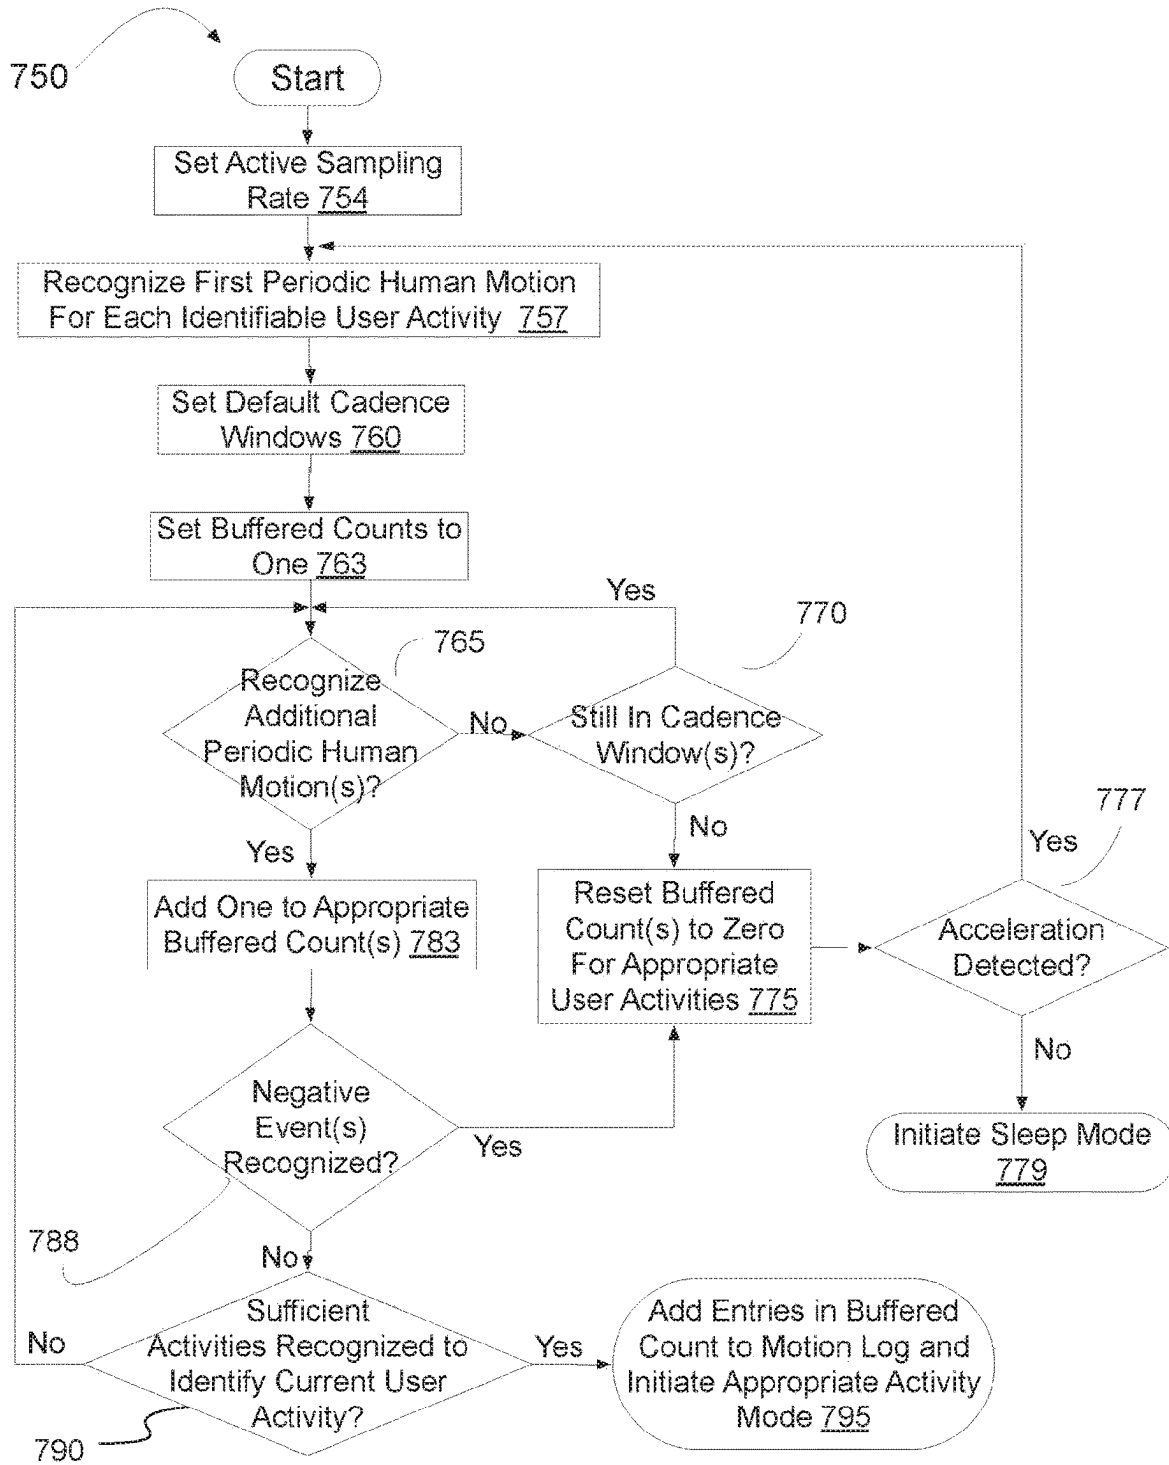 750
Start
Set Active Sampling
Rate 754
Recognize First Periodic Human Motion
For Each Identifiable User Activity 757
Set Default Cadence
Windows 760
Set Buffered Counts to
One 763
Yes
770
765
Recognize
Additional
Periodic Human
Motion(s)?
No
Still In Cadence
Window(s)?
777
Yes
No
Yes
Add One to Appropriate
Buffered Count(s) 783
Reset Buffered
Count(s) to Zero
For Appropriate
User Activities 775
Acceleration
Detected?
No
Negative
Event(s)
Recognized?
Yes
Initiate Sleep Mode
779
788
No
Sufficient
Activities Recognized to
Identify Current User
Activity?
No
Yes
Add Entries in Buffered
Count to Motion Log and
Initiate Appropriate Activity
Mode 795
790